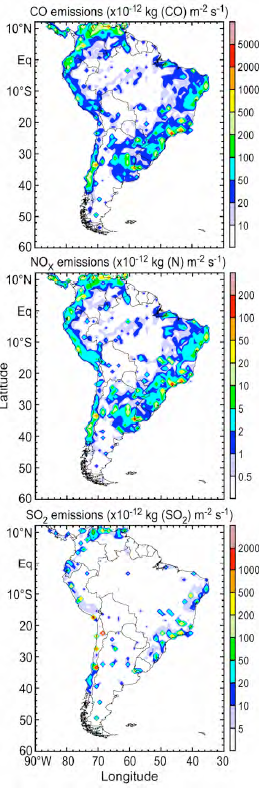 CO emissions (x10-12 kg (CO) m-2 s-1)
10°N
Eq
10°S
20
30
40
50
60
5000
2000
1000
500
200
100
50
20
10
NOx emissions (x10-12 kg (N) m-2 s-1)
10°N
Eq
10°S
20
30
40
50
60
200
100
50
20
10
5
2
1
0.5
Latitude
SO2 emissions (x10-12 kg (SO2) m-2 s-1)
10°N
Eq
10°S
20
30
40
50
60
2000
1000
500
200
100
50
20
10
5
90°W 80 70 60 50 40 30
Longitude